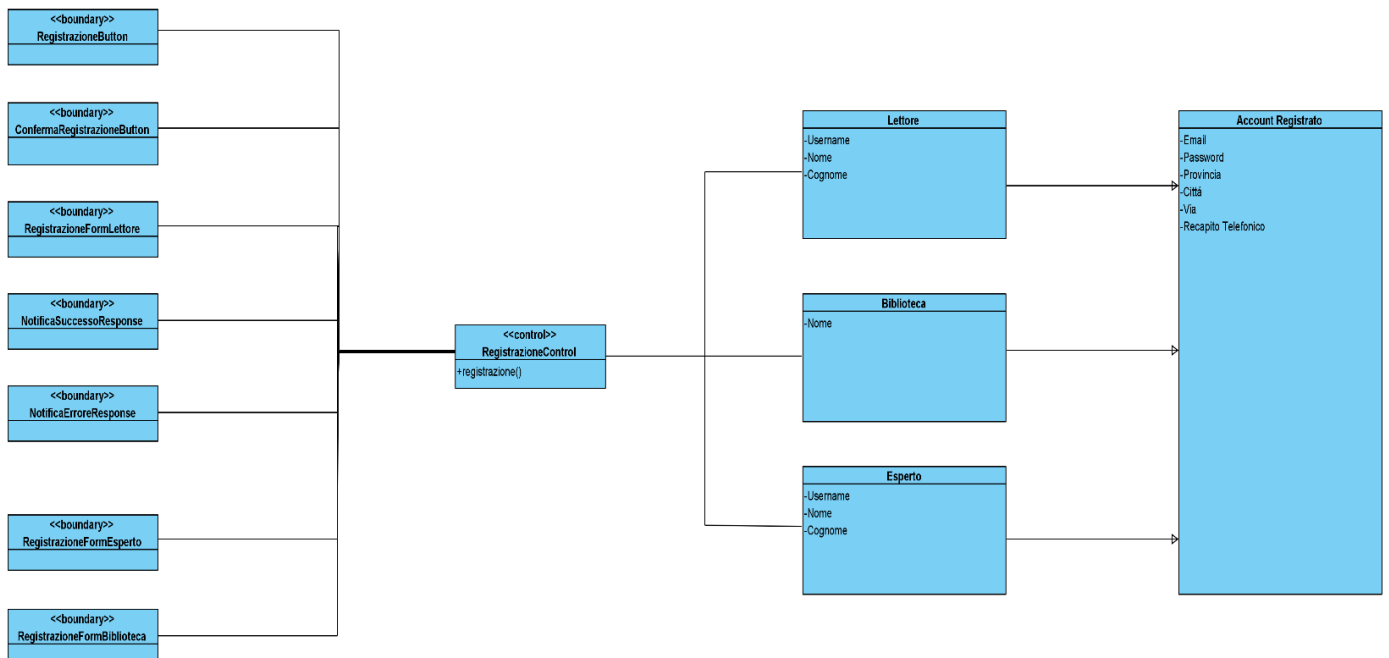 <<boundary>>
RegistrazioneButton
<<boundary>>
ConfermaRegistrazioneButton
<<boundary>>
RegistrazioneFormLettore
<<boundary>>
NotificaSuccessoResponse
<<boundary>>
NotificaErroreResponse
<<boundary>>
RegistrazioneFormEsperto
<<boundary>>
RegistrazioneFormBiblioteca
<<control>>
RegistrazioneControl
+registrazione()
Lettore
-Username
-Nome
-Cognome
Biblioteca
-Nome
Esperto
-Username
-Nome
-Cognome
Account Registrato
-Email
-Password
-Provincia
-Cittá
-Via
-Recapito Telefonico